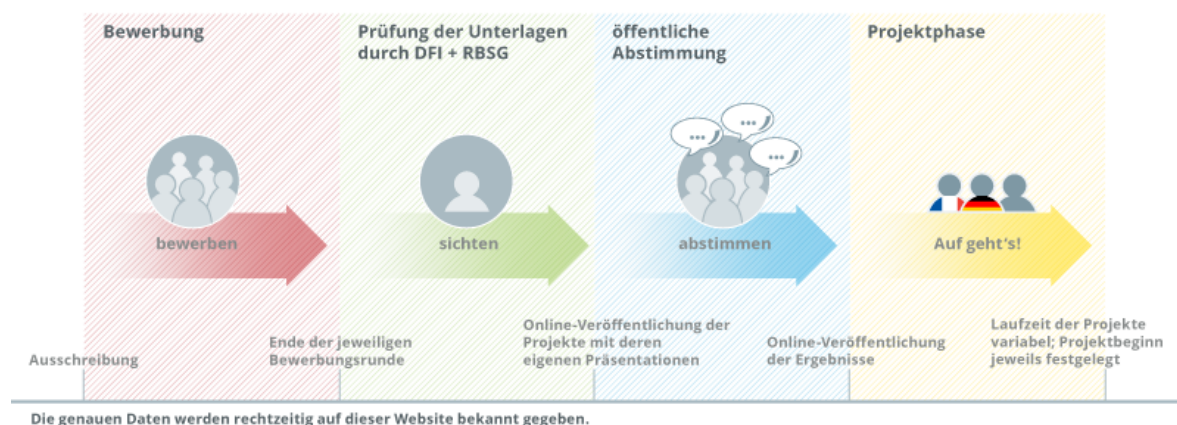 Bewerbung
Prüfung der Unterlagen
durch DFI + RBSG
öffentliche
Abstimmung
Projektphase
...
...
...
bewerben
sichten
abstimmen
Auf geht's!
Ausschreibung
Ende der jeweiligen
Bewerbungsrunde
Online-Veröffentlichung der
Projekte mit deren
eigenen Präsentationen
Online-Veröffentlichung
der Ergebnisse
Laufzeit der Projekte
variabel; Projektbeginn
jeweils festgelegt
Die genauen Daten werden rechtzeitig auf dieser Website bekannt gegeben.